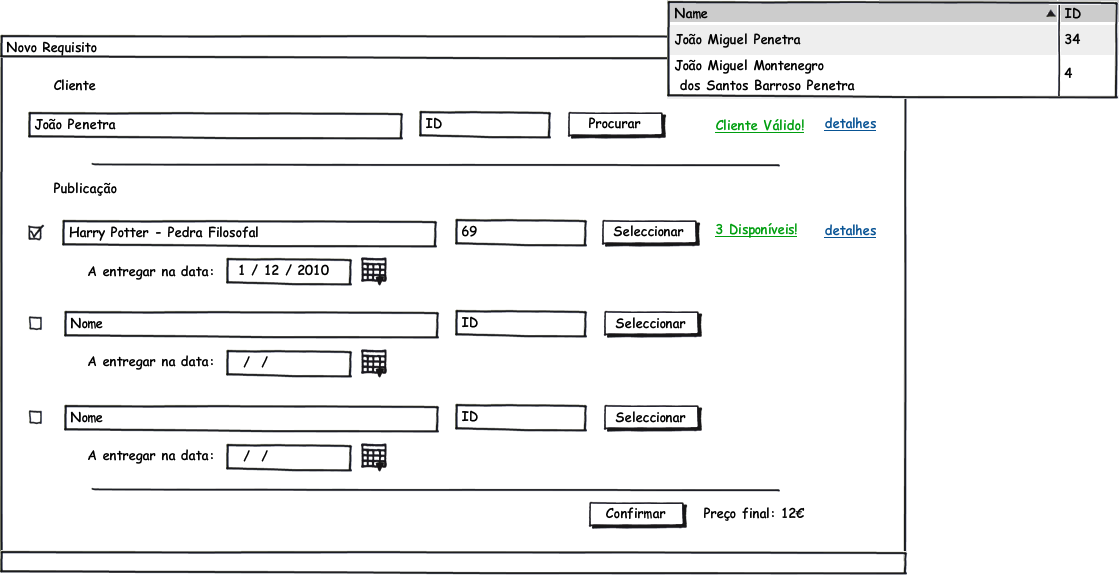 Name ID
João Miguel Penetra 34
João Miguel Montenegro
dos Santos Barroso Penetra 4
Novo Requisito
Cliente
João Penetra ID Procurar Cliente Válido! detalhes
Publicação
Harry Potter - Pedra Filosofal 69 Seleccionar 3 Disponíveis! detalhes
A entregar na data: 1 / 12 / 2010
Nome ID Seleccionar
A entregar na data: / /
Nome ID Seleccionar
A entregar na data: / /
Confirmar Preço final: 12€